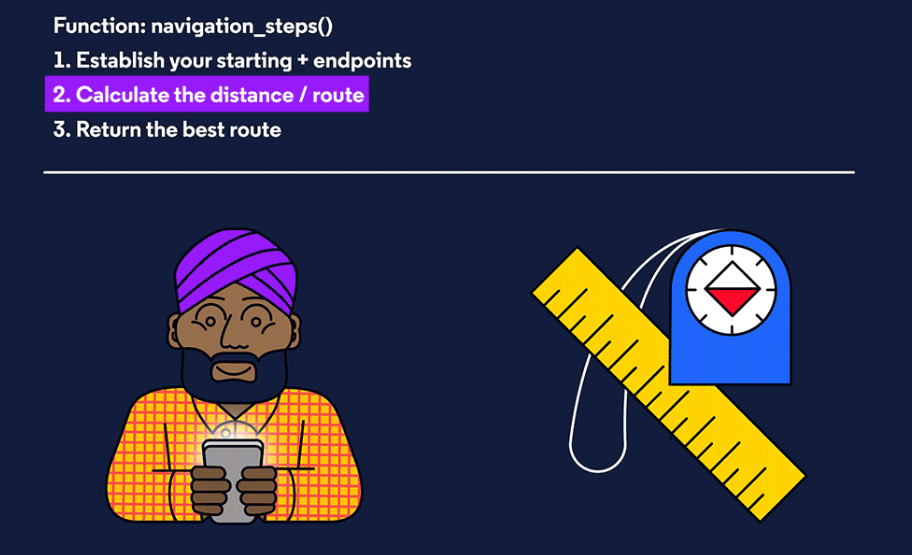 Function: navigation_steps()
1. Establish your starting + endpoints
2. Calculate the distance / route
3. Return the best route